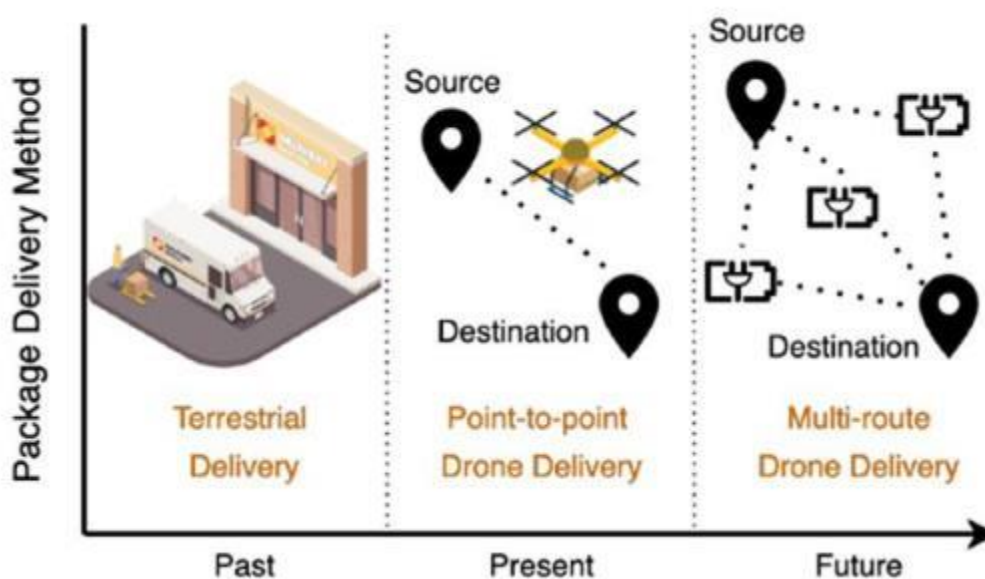 Package Delivery Method
Terrestrial
Delivery
Past
Source
Destination
Point-to-point
Drone Delivery
Present
Source
Destination
Multi-route
Drone Delivery
Future